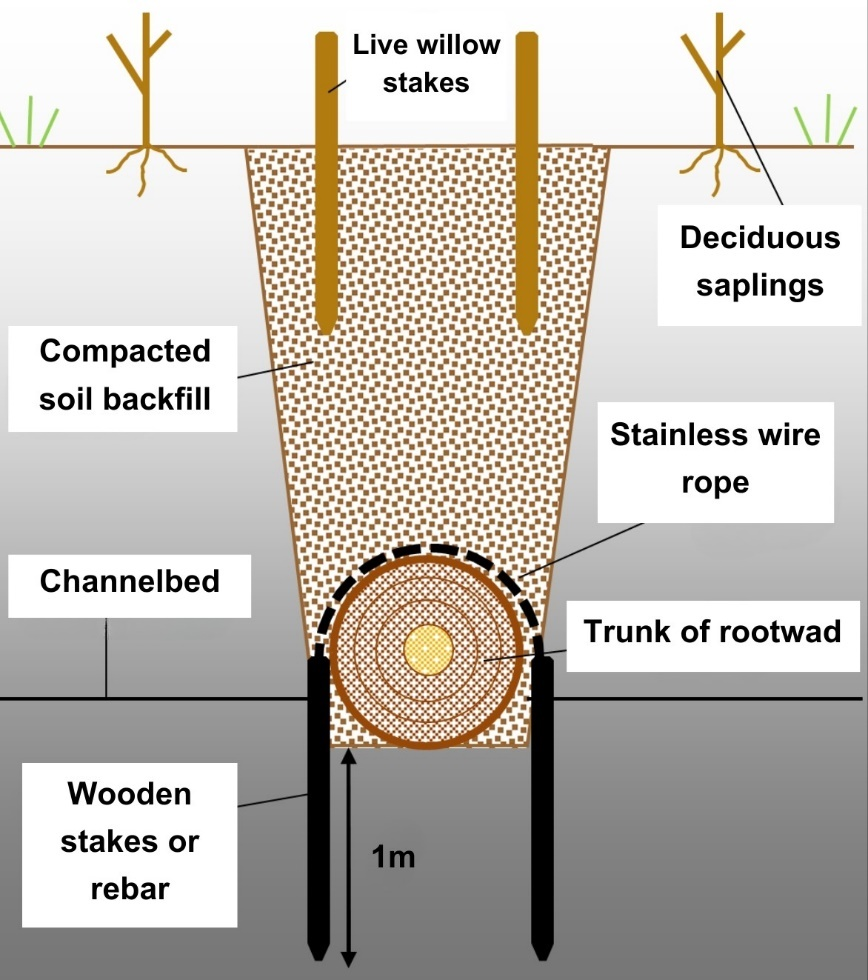 Live willow
stakes
Deciduous
saplings
Compacted
soil backfill
Stainless wire
rope
Channelbed
Trunk of rootwad
Wooden
stakes or
rebar
1m